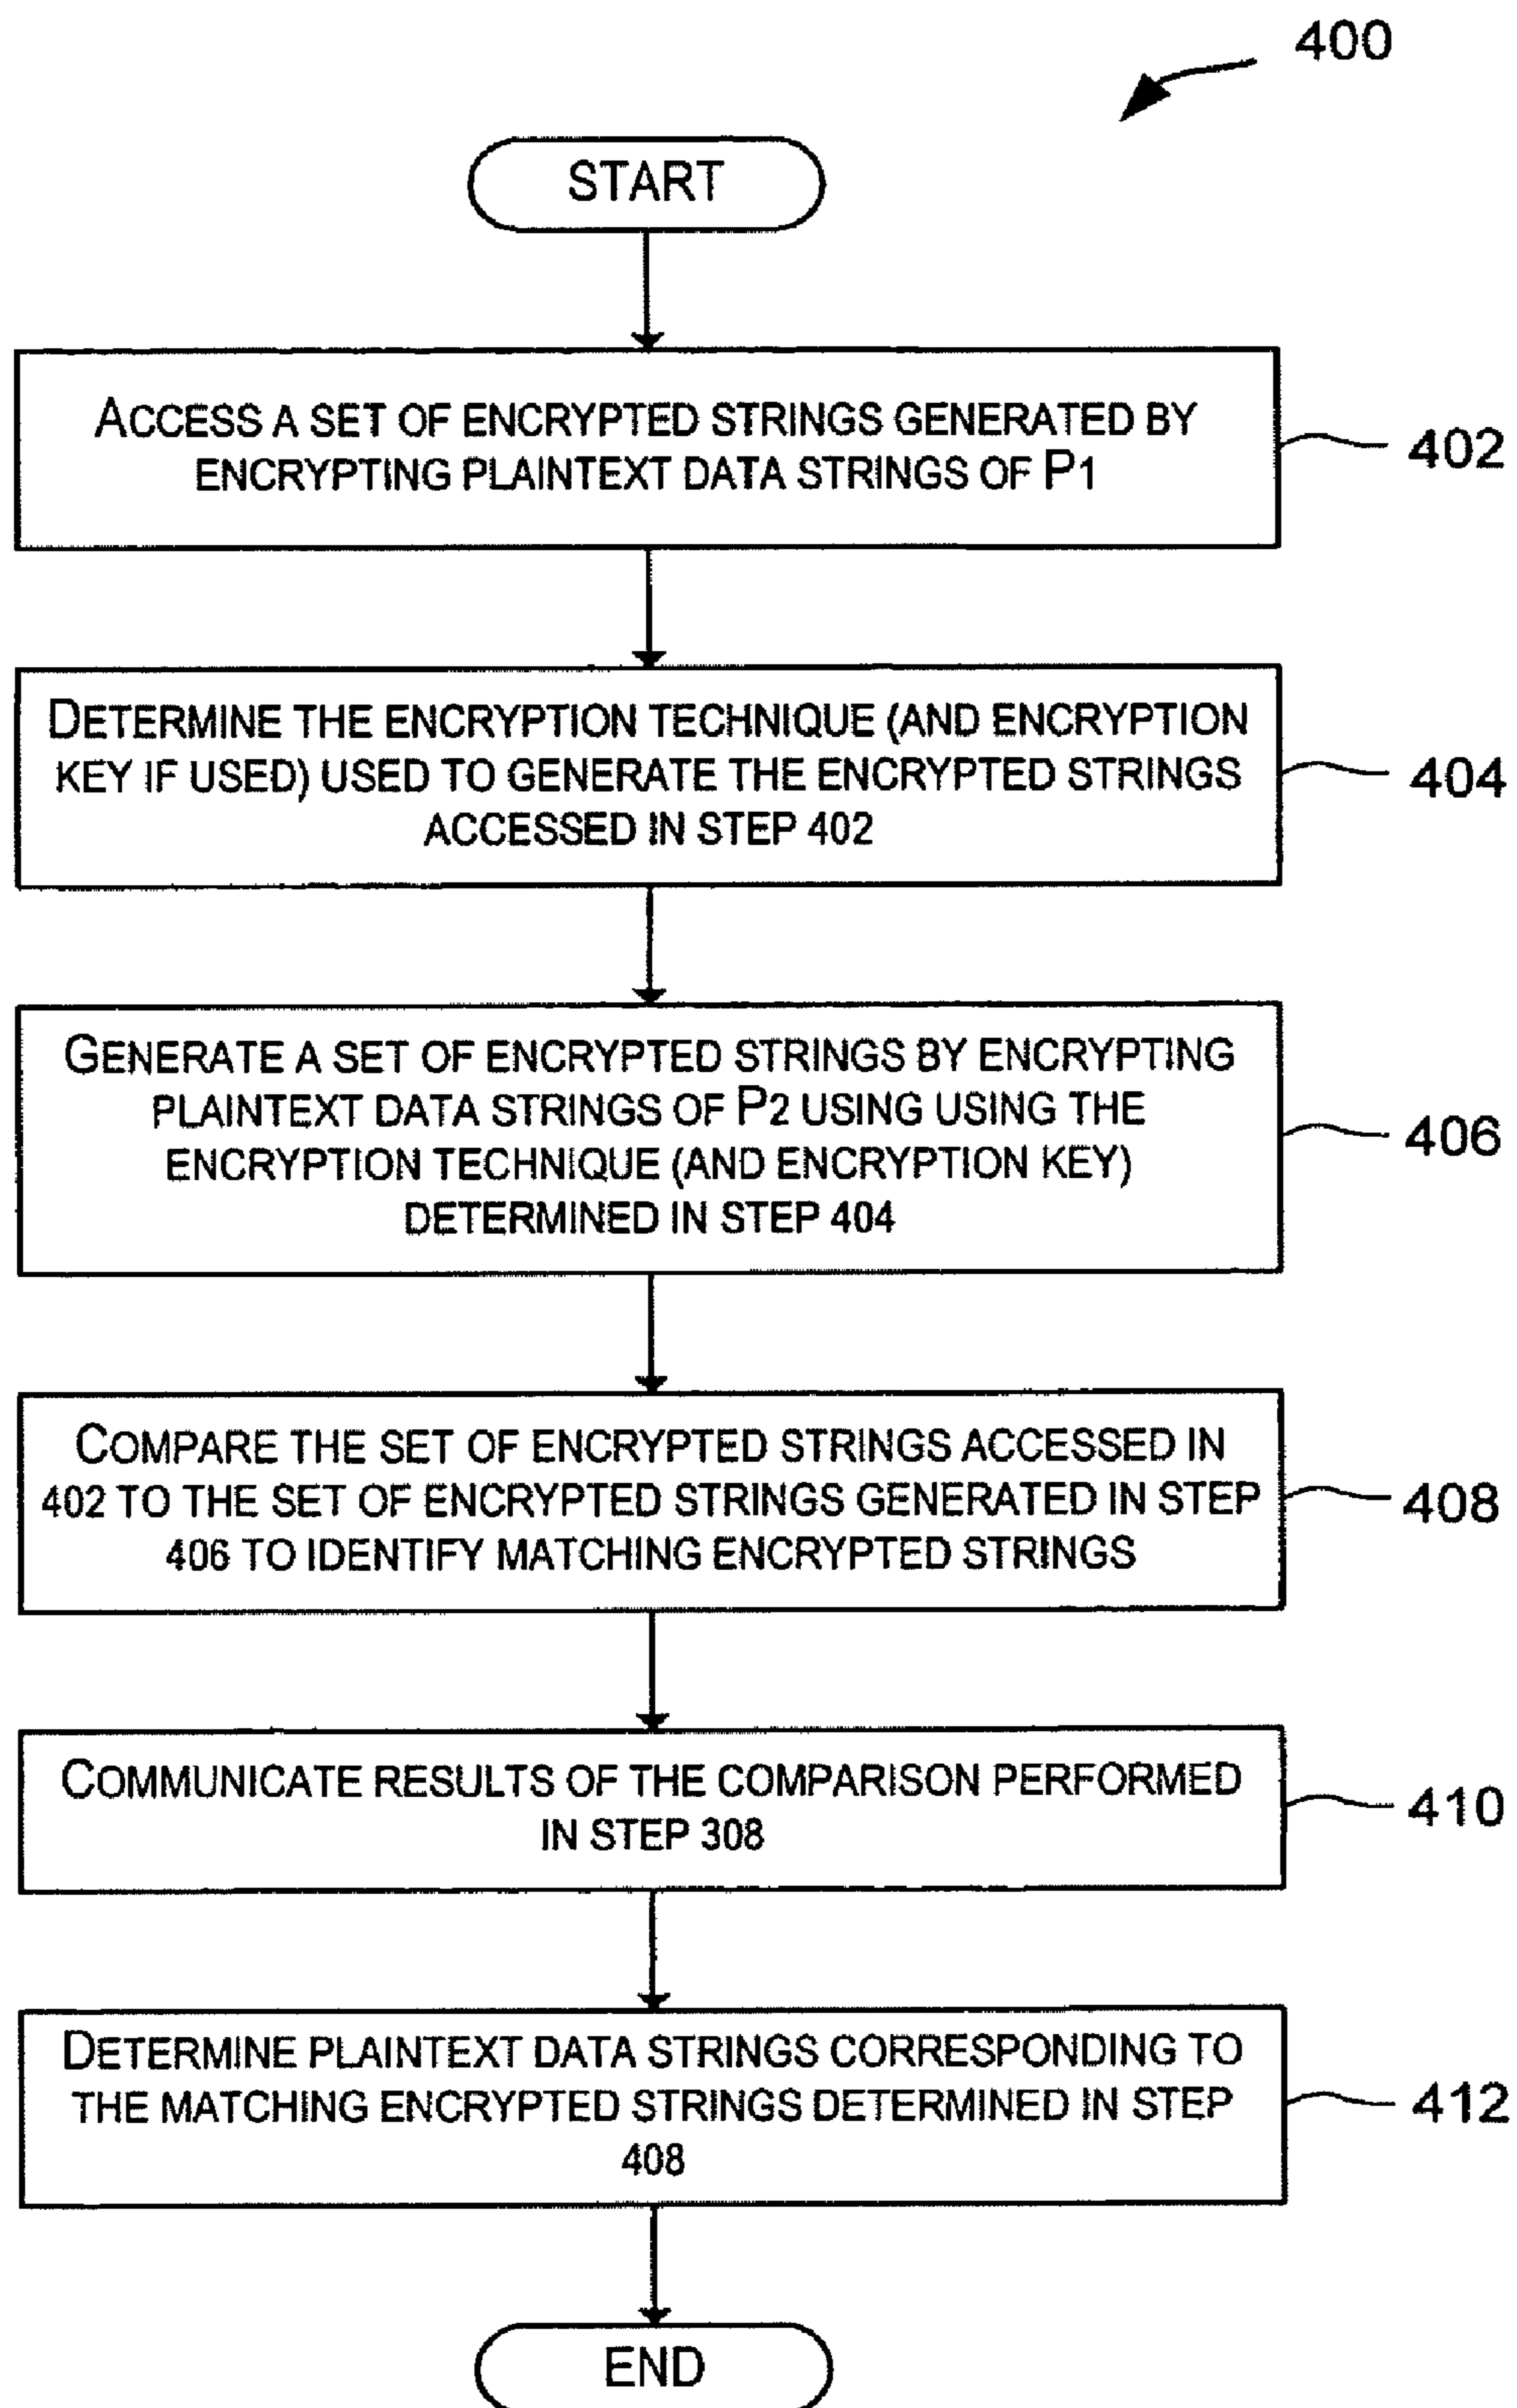 400
START
ACCESS A SET OF ENCRYPTED STRINGS GENERATED BY
ENCRYPTING PLAINTEXT DATA STRINGS OF P1
402
DETERMINE THE ENCRYPTION TECHNIQUE (AND ENCRYPTION
KEY IF USED) USED TO GENERATE THE ENCRYPTED STRINGS
ACCESSED IN STEP 402
404
GENERATE A SET OF ENCRYPTED STRINGS BY ENCRYPTING
PLAINTEXT DATA STRINGS OF P2 USING USING THE
ENCRYPTION TECHNIQUE (AND ENCRYPTION KEY)
DETERMINED IN STEP 404
406
COMPARE THE SET OF ENCRYPTED STRINGS ACCESSED IN
402 TO THE SET OF ENCRYPTED STRINGS GENERATED IN STEP
406 TO IDENTIFY MATCHING ENCRYPTED STRINGS
408
COMMUNICATE RESULTS OF THE COMPARISON PERFORMED
IN STEP 308
410
DETERMINE PLAINTEXT DATA STRINGS CORRESPONDING TO
THE MATCHING ENCRYPTED STRINGS DETERMINED IN STEP
408
412
END